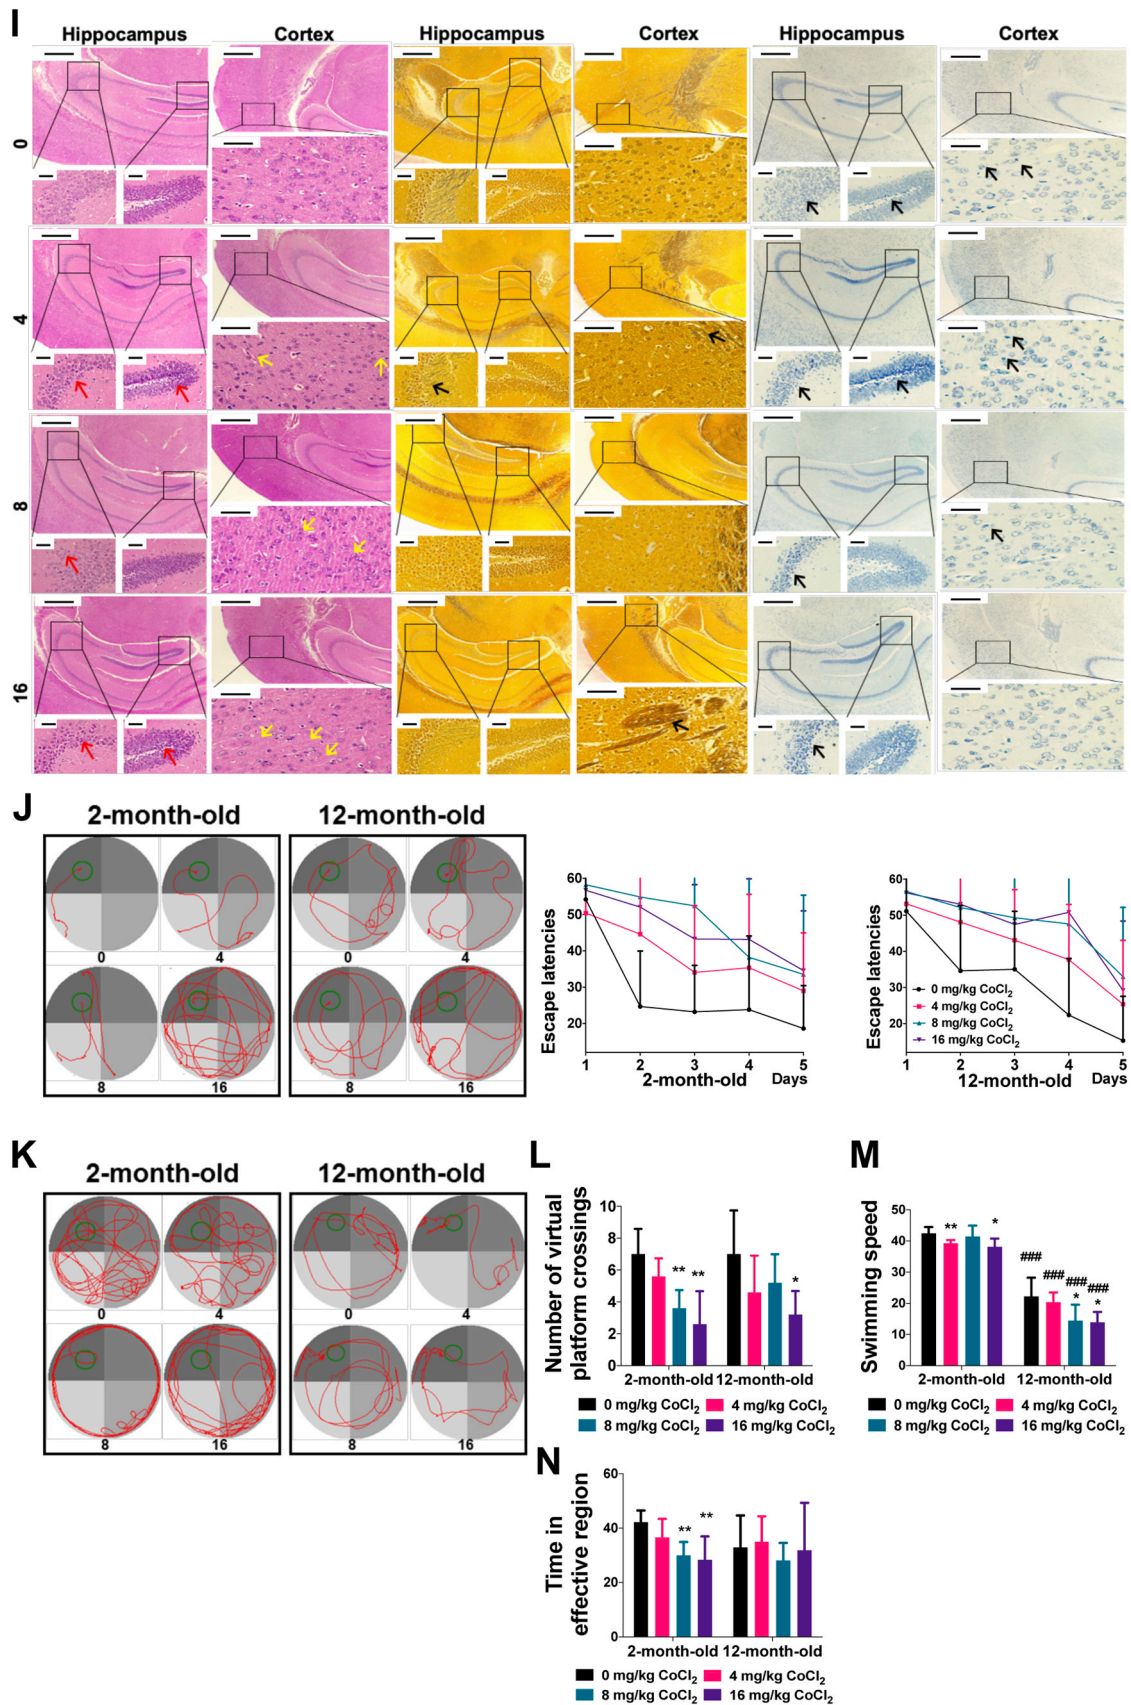 I
Hippocampus Cortex Hippocampus Cortex Hippocampus Cortex
0
4
8
16
J
2-month-old 12-month-old
0 4
8 16
0 4
8 16
Escape latencies
60
50
40
30
20
1 2 3 4 5
2-month-old Days
Escape latencies
60
50
40
30
20
0 mg/kg CoCl₂
4 mg/kg CoCl₂
8 mg/kg CoCl₂
16 mg/kg CoCl₂
1 2 3 4 5
12-month-old Days
K
2-month-old 12-month-old
0 4
8 16
0 4
8 16
L
Number of virtual
platform crossings
10
8
6
4
2
0
** ** *
2-month-old 12-month-old
0 mg/kg CoCl₂ 4 mg/kg CoCl₂
8 mg/kg CoCl₂ 16 mg/kg CoCl₂
M
Swimming speed
50
40
30
20
10
0
** *
### ### ### ###
* *
2-month-old 12-month-old
0 mg/kg CoCl₂ 4 mg/kg CoCl₂
8 mg/kg CoCl₂ 16 mg/kg CoCl₂
N
Time in
effective region
60
40
20
0
** **
2-month-old 12-month-old
0 mg/kg CoCl₂ 4 mg/kg CoCl₂
8 mg/kg CoCl₂ 16 mg/kg CoCl₂